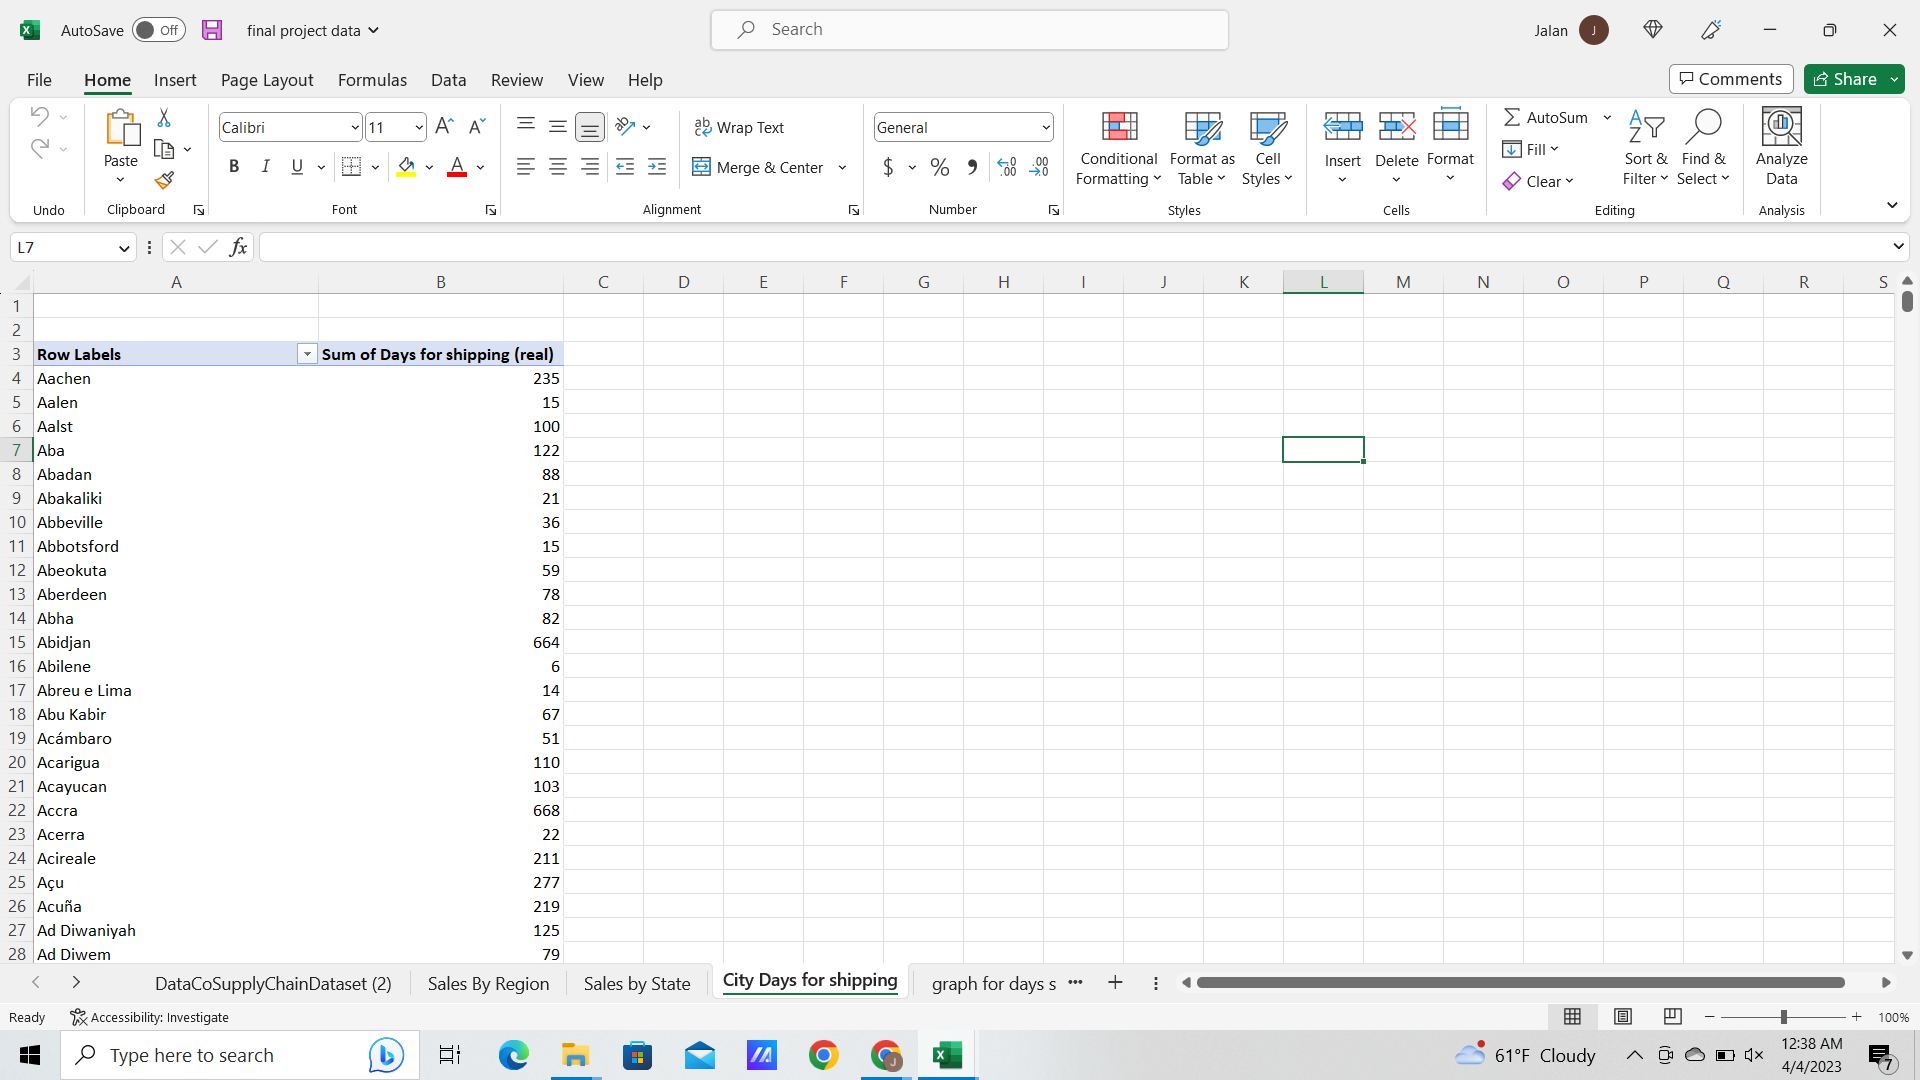 AutoSave Off final project data Search Jalan J
File Home Insert Page Layout Formulas Data Review View Help Comments Share
Paste Calibri 11 Wrap Text General Conditional Formatting Format as Table Cell Styles Insert Delete Format AutoSum Fill Clear Sort & Filter Find & Select Analyze Data
B I U Merge & Center $ % ,
Undo Clipboard Font Alignment Number Styles Cells Editing Analysis
L7 fx
A B C D E F G H I J K L M N O P Q R S
1
2
3 Row Labels Sum of Days for shipping (real)
4 Aachen 235
5 Aalen 15
6 Aalst 100
7 Aba 122
8 Abadan 88
9 Abakaliki 21
10 Abbeville 36
11 Abbotsford 15
12 Abeokuta 59
13 Aberdeen 78
14 Abha 82
15 Abidjan 664
16 Abilene 6
17 Abreu e Lima 14
18 Abu Kabir 67
19 Acámbaro 51
20 Acarigua 110
21 Acayucan 103
22 Accra 668
23 Acerra 22
24 Acireale 211
25 Açu 277
26 Acuña 219
27 Ad Diwaniyah 125
28 Ad Diwem 79
DataCoSupplyChainDataset (2) Sales By Region Sales by State City Days for shipping graph for days s ...
Ready Accessibility: Investigate 100%
Type here to search 61°F Cloudy 12:38 AM
4/4/2023 7